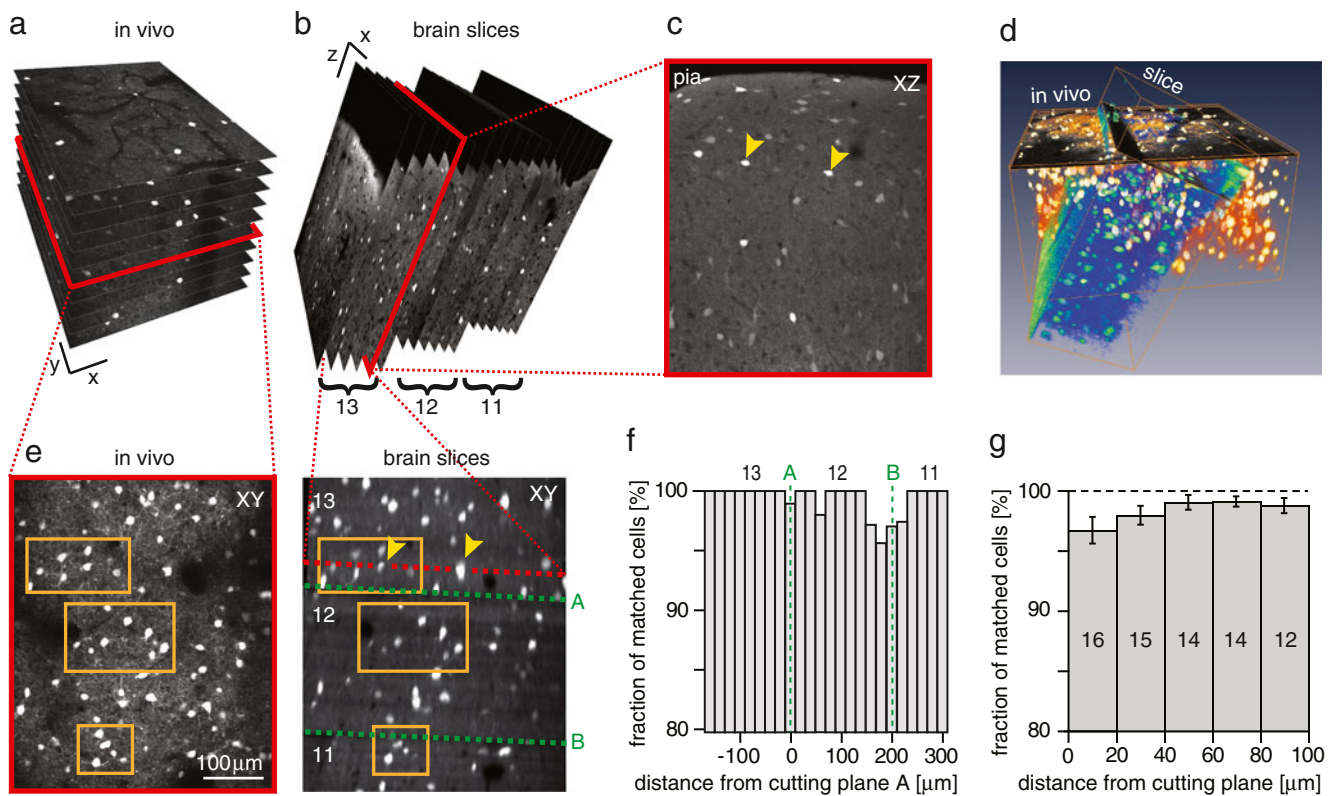 a
in vivo
y
x
b
brain slices
z
x
13
12
11
c
pia
XZ
d
in vivo
slice
e
in vivo
XY
100 µm
brain slices
XY
13
12
11
A
B
f
fraction of matched cells [%]
100
90
80
13
A
12
B
11
-100
0
100
200
300
distance from cutting plane A [µm]
g
fraction of matched cells [%]
100
90
80
16
15
14
14
12
0
20
40
60
80
100
distance from cutting plane [µm]